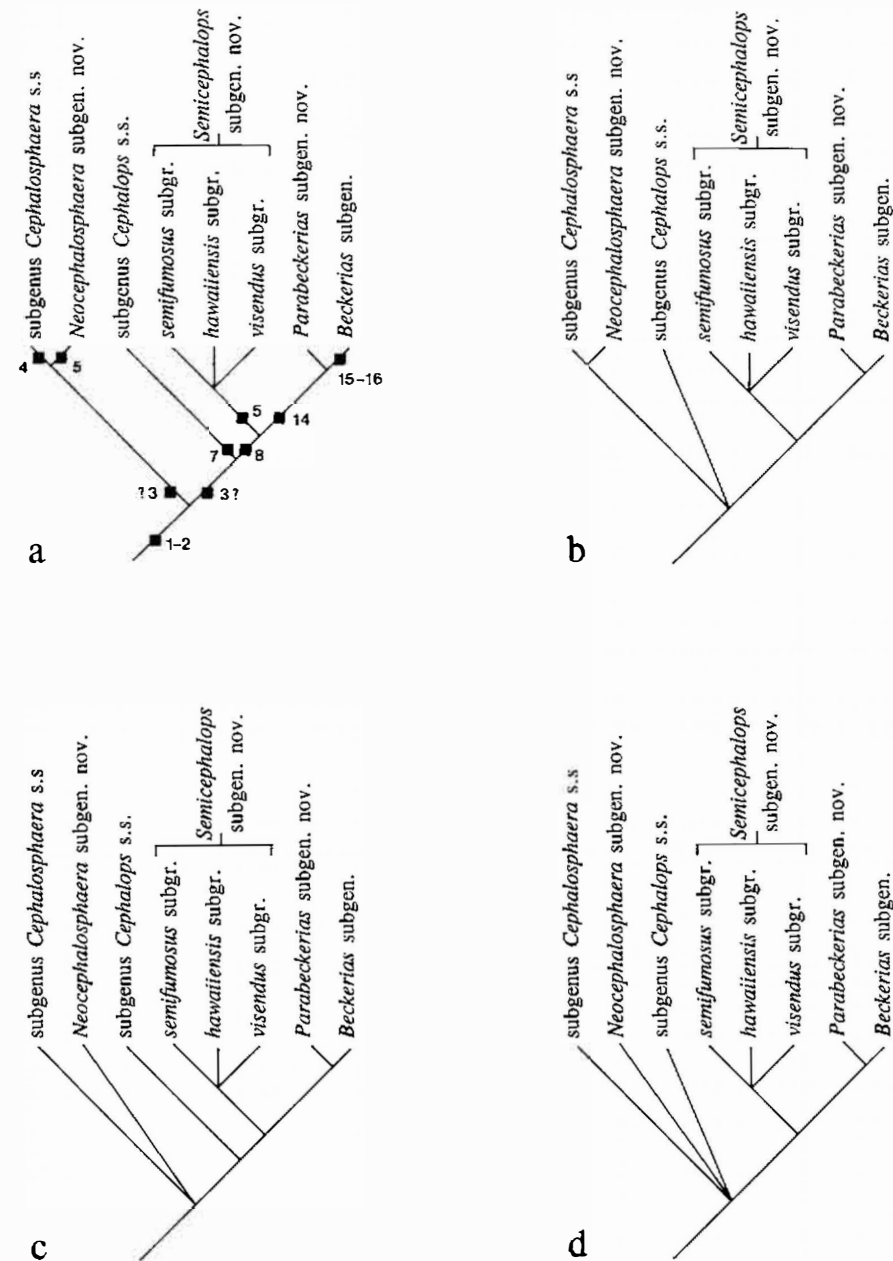 subgenus Cephalosphaera s.s
Neocephalosphaera subgen. nov.
subgenus Cephalops s.s.
semifumosus subgr.
hawaiiensis subgr.
visendus subgr.
Semicephalops
subgen. nov.
Parabeckerias subgen. nov.
Beckerias subgen.
4
5
15-16
5
14
7
8
?3
3?
1-2
a
subgenus Cephalosphaera s.s
Neocephalosphaera subgen. nov.
subgenus Cephalops s.s.
semifumosus subgr.
hawaiiensis subgr.
visendus subgr.
Semicephalops
subgen. nov.
Parabeckerias subgen. nov.
Beckerias subgen.
b
subgenus Cephalosphaera s.s
Neocephalosphaera subgen. nov.
subgenus Cephalops s.s.
semifumosus subgr.
hawaiiensis subgr.
visendus subgr.
Semicephalops
subgen. nov.
Parabeckerias subgen. nov.
Beckerias subgen.
c
subgenus Cephalosphaera s.s
Neocephalosphaera subgen. nov.
subgenus Cephalops s.s.
semifumosus subgr.
hawaiiensis subgr.
visendus subgr.
Semicephalops
subgen. nov.
Parabeckerias subgen. nov.
Beckerias subgen.
d